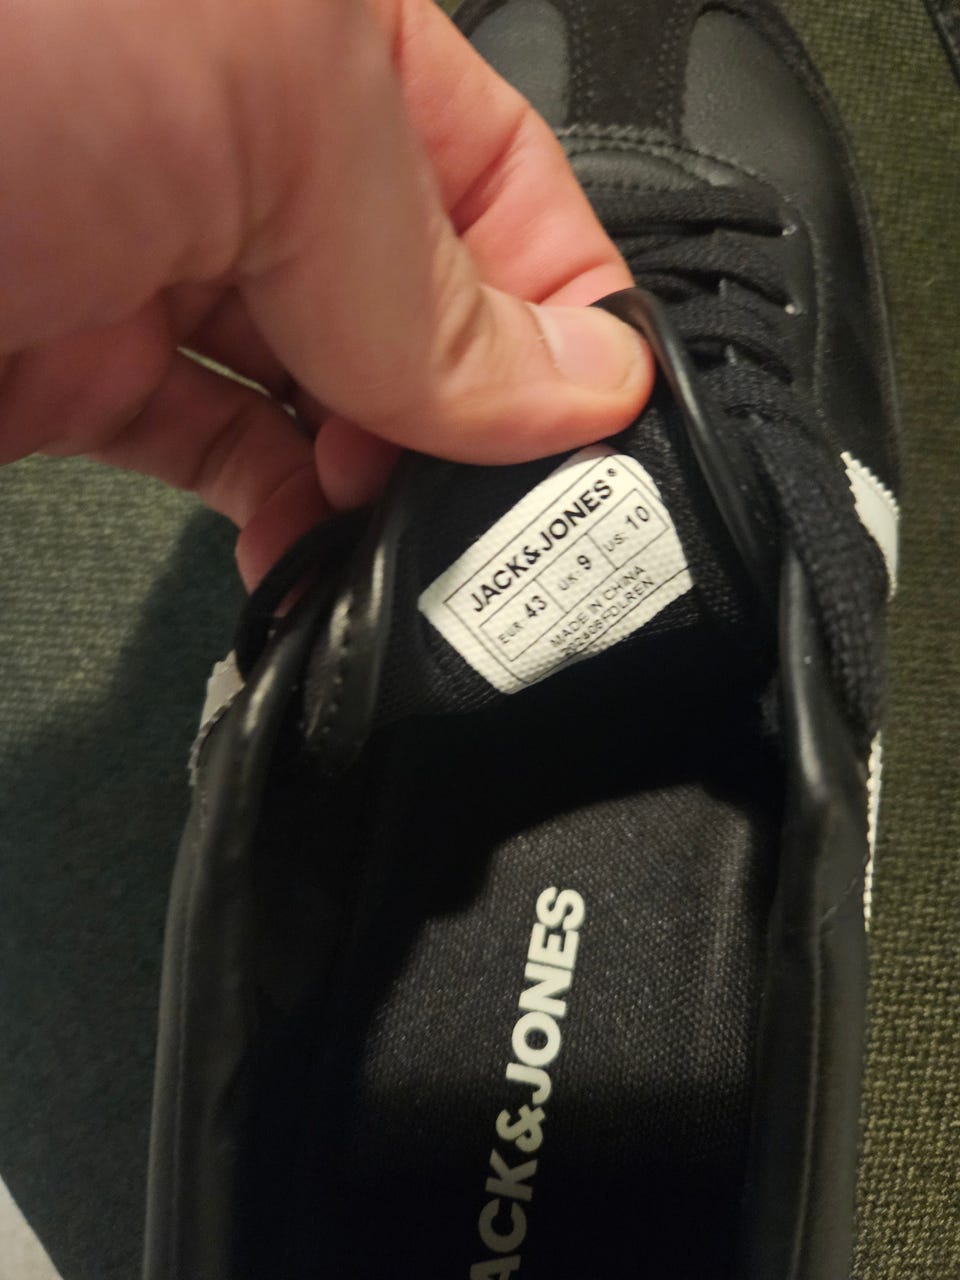 JACK&JONES®
EUR: 43 UK: 9 US: 10
MADE IN CHINA
JACK&JONES